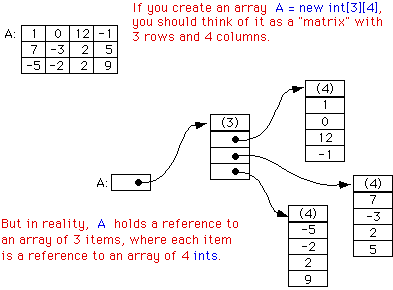 If you create an array  A = new int[3][4],
you should think of it as a "matrix" with
3 rows and 4 columns.
A:
1 0 12 -1
7 -3 2 5
-5 -2 2 9
(3)
(4)
1
0
12
-1
A:
(4)
7
-3
2
5
(4)
-5
-2
2
9
But in reality,  A  holds a reference to
an array of 3 items, where each item
is a reference to an array of 4 ints.